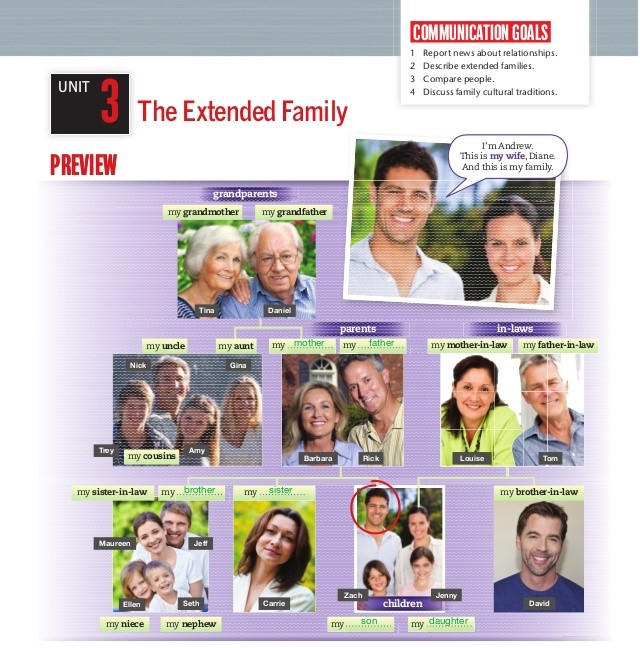 COMMUNICATION GOALS
1 Report news about relationships.
2 Describe extended families.
3 Compare people.
4 Discuss family cultural traditions.
UNIT 3
The Extended Family
PREVIEW
I'm Andrew.
This is my wife, Diane.
And this is my family.
grandparents
my grandmother my grandfather
Tina Daniel
parents in-laws
my uncle my aunt my mother my father my mother-in-law my father-in-law
Nick Gina
Troy Amy
my cousins
Barbara Rick Louise Tom
my sister-in-law my brother my sister my brother-in-law
Maureen Jeff
Ellen Seth Carrie Zach Jenny David
children
my niece my nephew my son my daughter